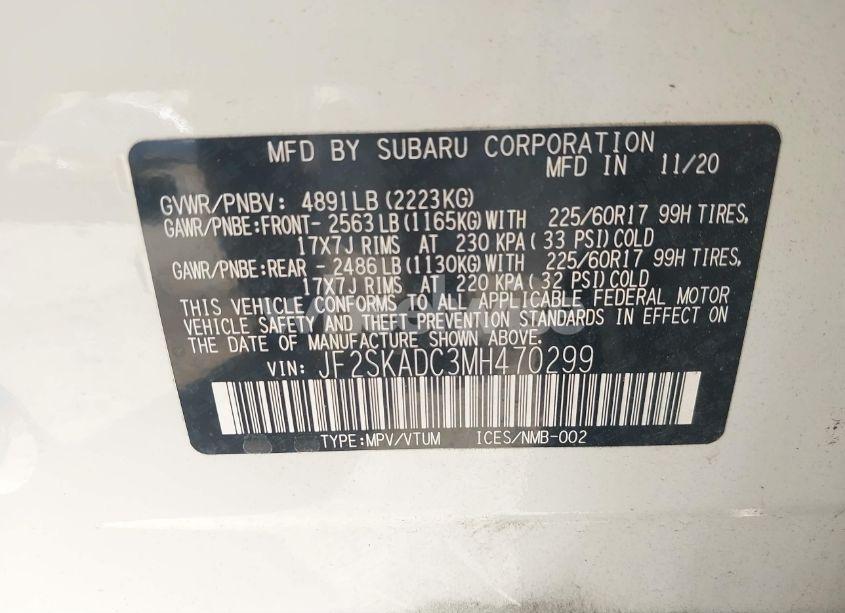 MFD BY SUBARU CORPORATION
MFD IN 11/20
GVWR/PNBV: 4891LB (2223KG)
GAWR/PNBE:FRONT- 2563LB (1165KG) WITH 225/60R17 99H TIRES,
17X7J RIMS AT 230 KPA ( 33 PSI) COLD
GAWR/PNBE:REAR - 2486LB (1130KG) WITH 225/60R17 99H TIRES,
17X7J RIMS AT 220 KPA ( 32 PSI) COLD
THIS VEHICLE CONFORMS TO ALL APPLICABLE FEDERAL MOTOR
VEHICLE SAFETY AND THEFT PREVENTION STANDARDS IN EFFECT ON
THE DATE OF MANUFACTURE SHOWN ABOVE.
VIN: JF2SKADC3MH470299
TYPE:MPV/VTUM ICES/NMB-002